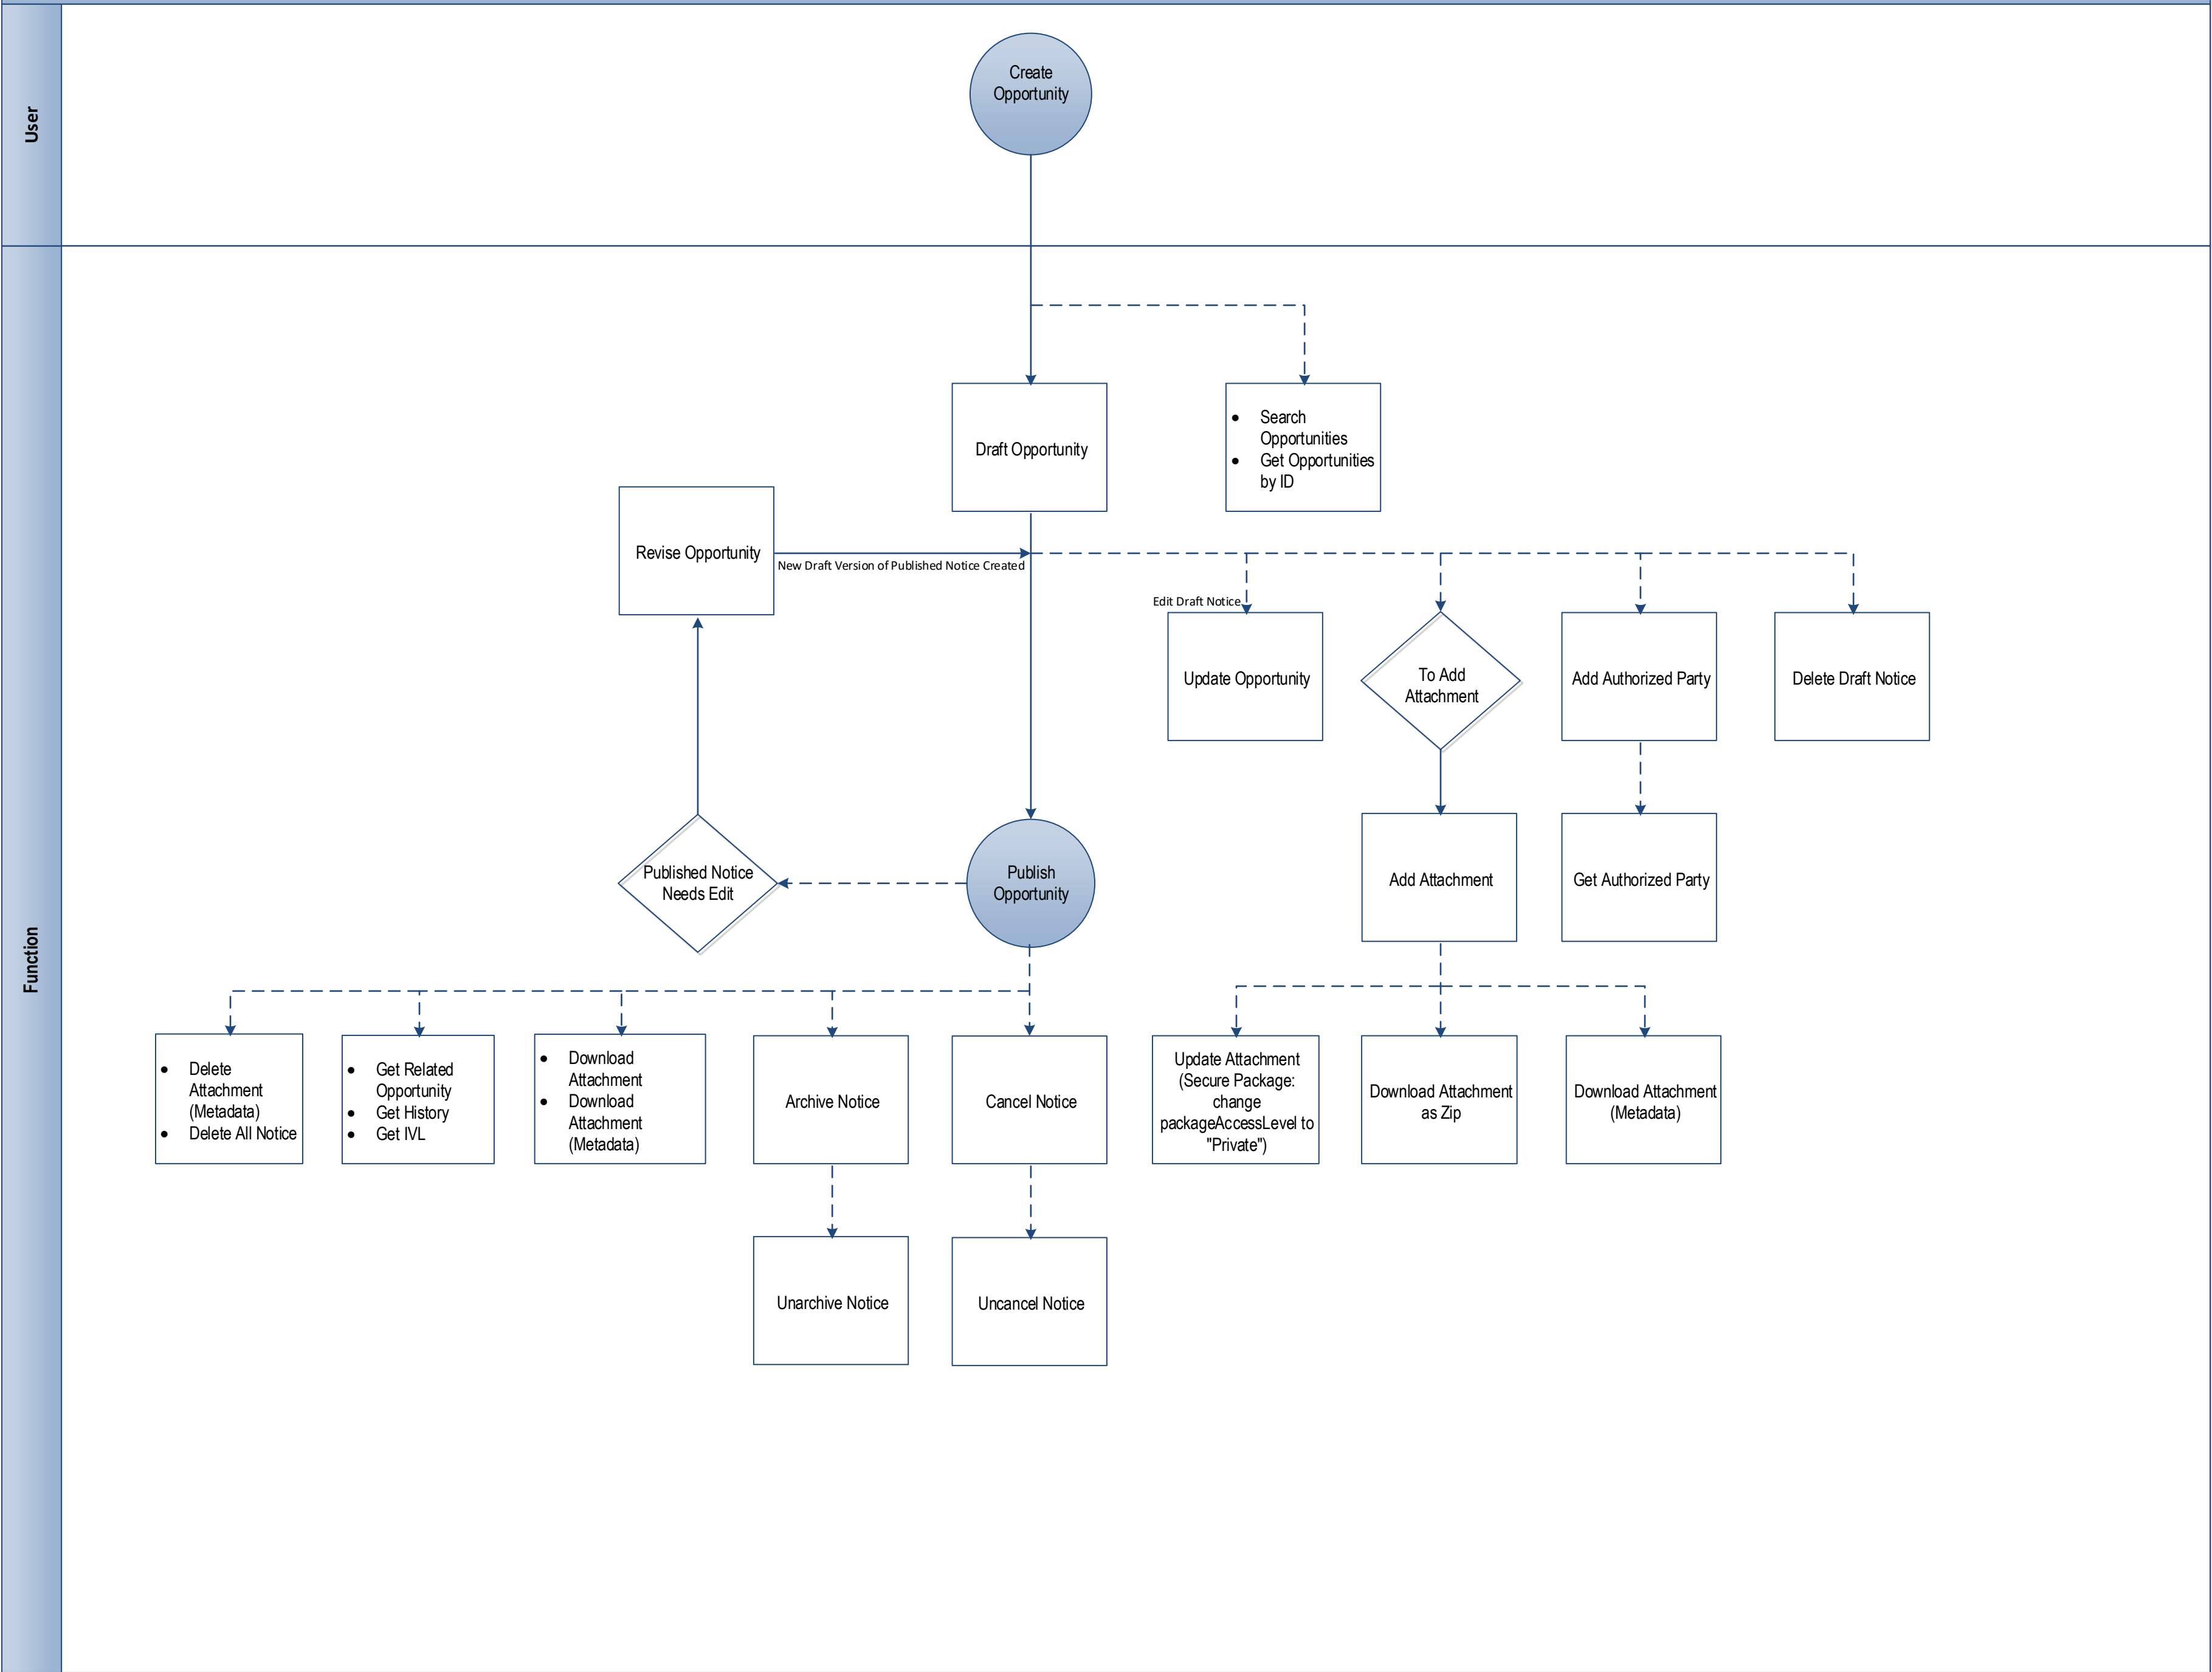 User
Create
Opportunity
Function
Draft Opportunity
• Search
Opportunities
• Get Opportunities
by ID
Revise Opportunity
New Draft Version of Published Notice Created
Edit Draft Notice
Update Opportunity
To Add
Attachment
Add Authorized Party
Delete Draft Notice
Published Notice
Needs Edit
Publish
Opportunity
Add Attachment
Get Authorized Party
• Delete
Attachment
(Metadata)
• Delete All Notice
• Get Related
Opportunity
• Get History
• Get IVL
• Download
Attachment
• Download
Attachment
(Metadata)
Archive Notice
Cancel Notice
Update Attachment
(Secure Package:
change
packageAccessLevel to
"Private")
Download Attachment
as Zip
Download Attachment
(Metadata)
Unarchive Notice
Uncancel Notice